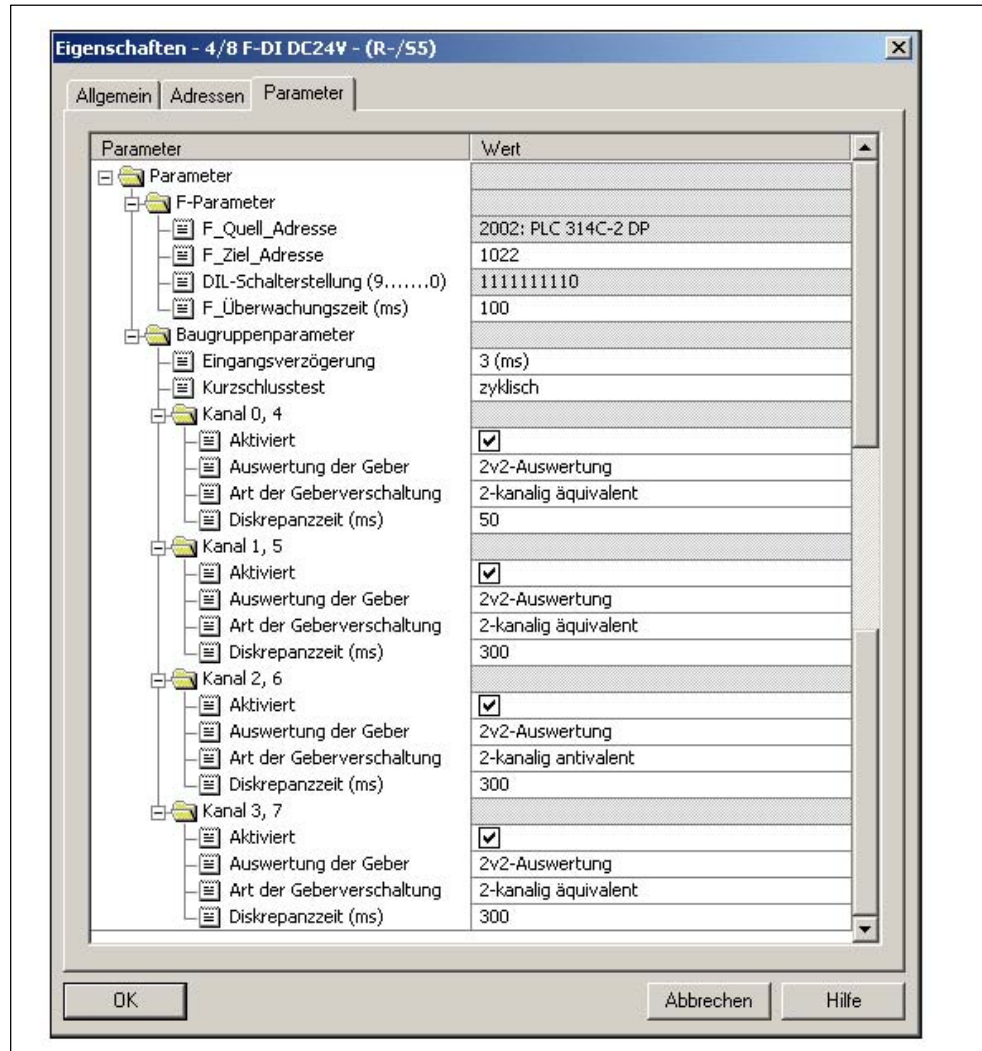 Eigenschaften - 4/8 F-DI DC24V - (R-/S5)
Allgemein Adressen Parameter
Parameter Wert
Parameter
F-Parameter
F_Quell_Adresse 2002: PLC 314C-2 DP
F_Ziel_Adresse 1022
DIL-Schalterstellung (9.......0) 1111111110
F_Überwachungszeit (ms) 100
Baugruppenparameter
Eingangsverzögerung 3 (ms)
Kurzschlusstest zyklisch
Kanal 0, 4
Aktiviert
Auswertung der Geber 2v2-Auswertung
Art der Geberverschaltung 2-kanalig äquivalent
Diskrepanzzeit (ms) 50
Kanal 1, 5
Aktiviert
Auswertung der Geber 2v2-Auswertung
Art der Geberverschaltung 2-kanalig äquivalent
Diskrepanzzeit (ms) 300
Kanal 2, 6
Aktiviert
Auswertung der Geber 2v2-Auswertung
Art der Geberverschaltung 2-kanalig antivalent
Diskrepanzzeit (ms) 300
Kanal 3, 7
Aktiviert
Auswertung der Geber 2v2-Auswertung
Art der Geberverschaltung 2-kanalig äquivalent
Diskrepanzzeit (ms) 300
OK Abbrechen Hilfe